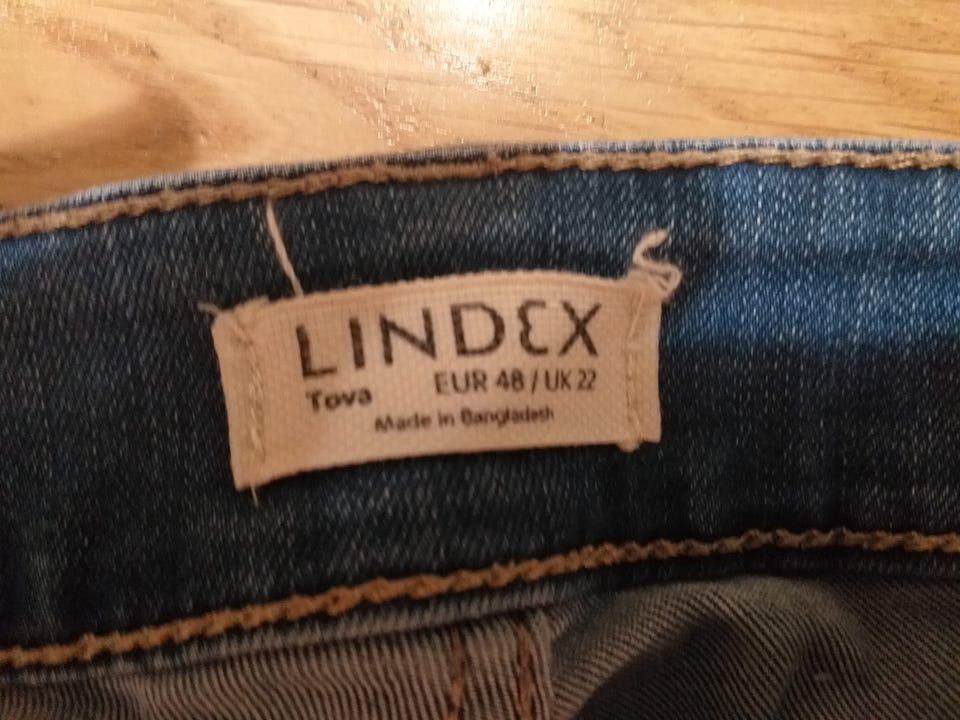 LINDEX
Tova EUR 48 / UK 22
Made in Bangladesh